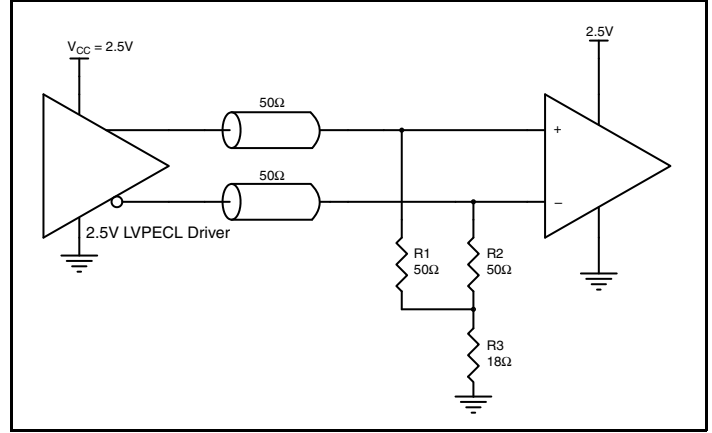 V_CC = 2.5V
2.5V
50Ω
+
50Ω
−
2.5V LVPECL Driver
R1
50Ω
R2
50Ω
R3
18Ω